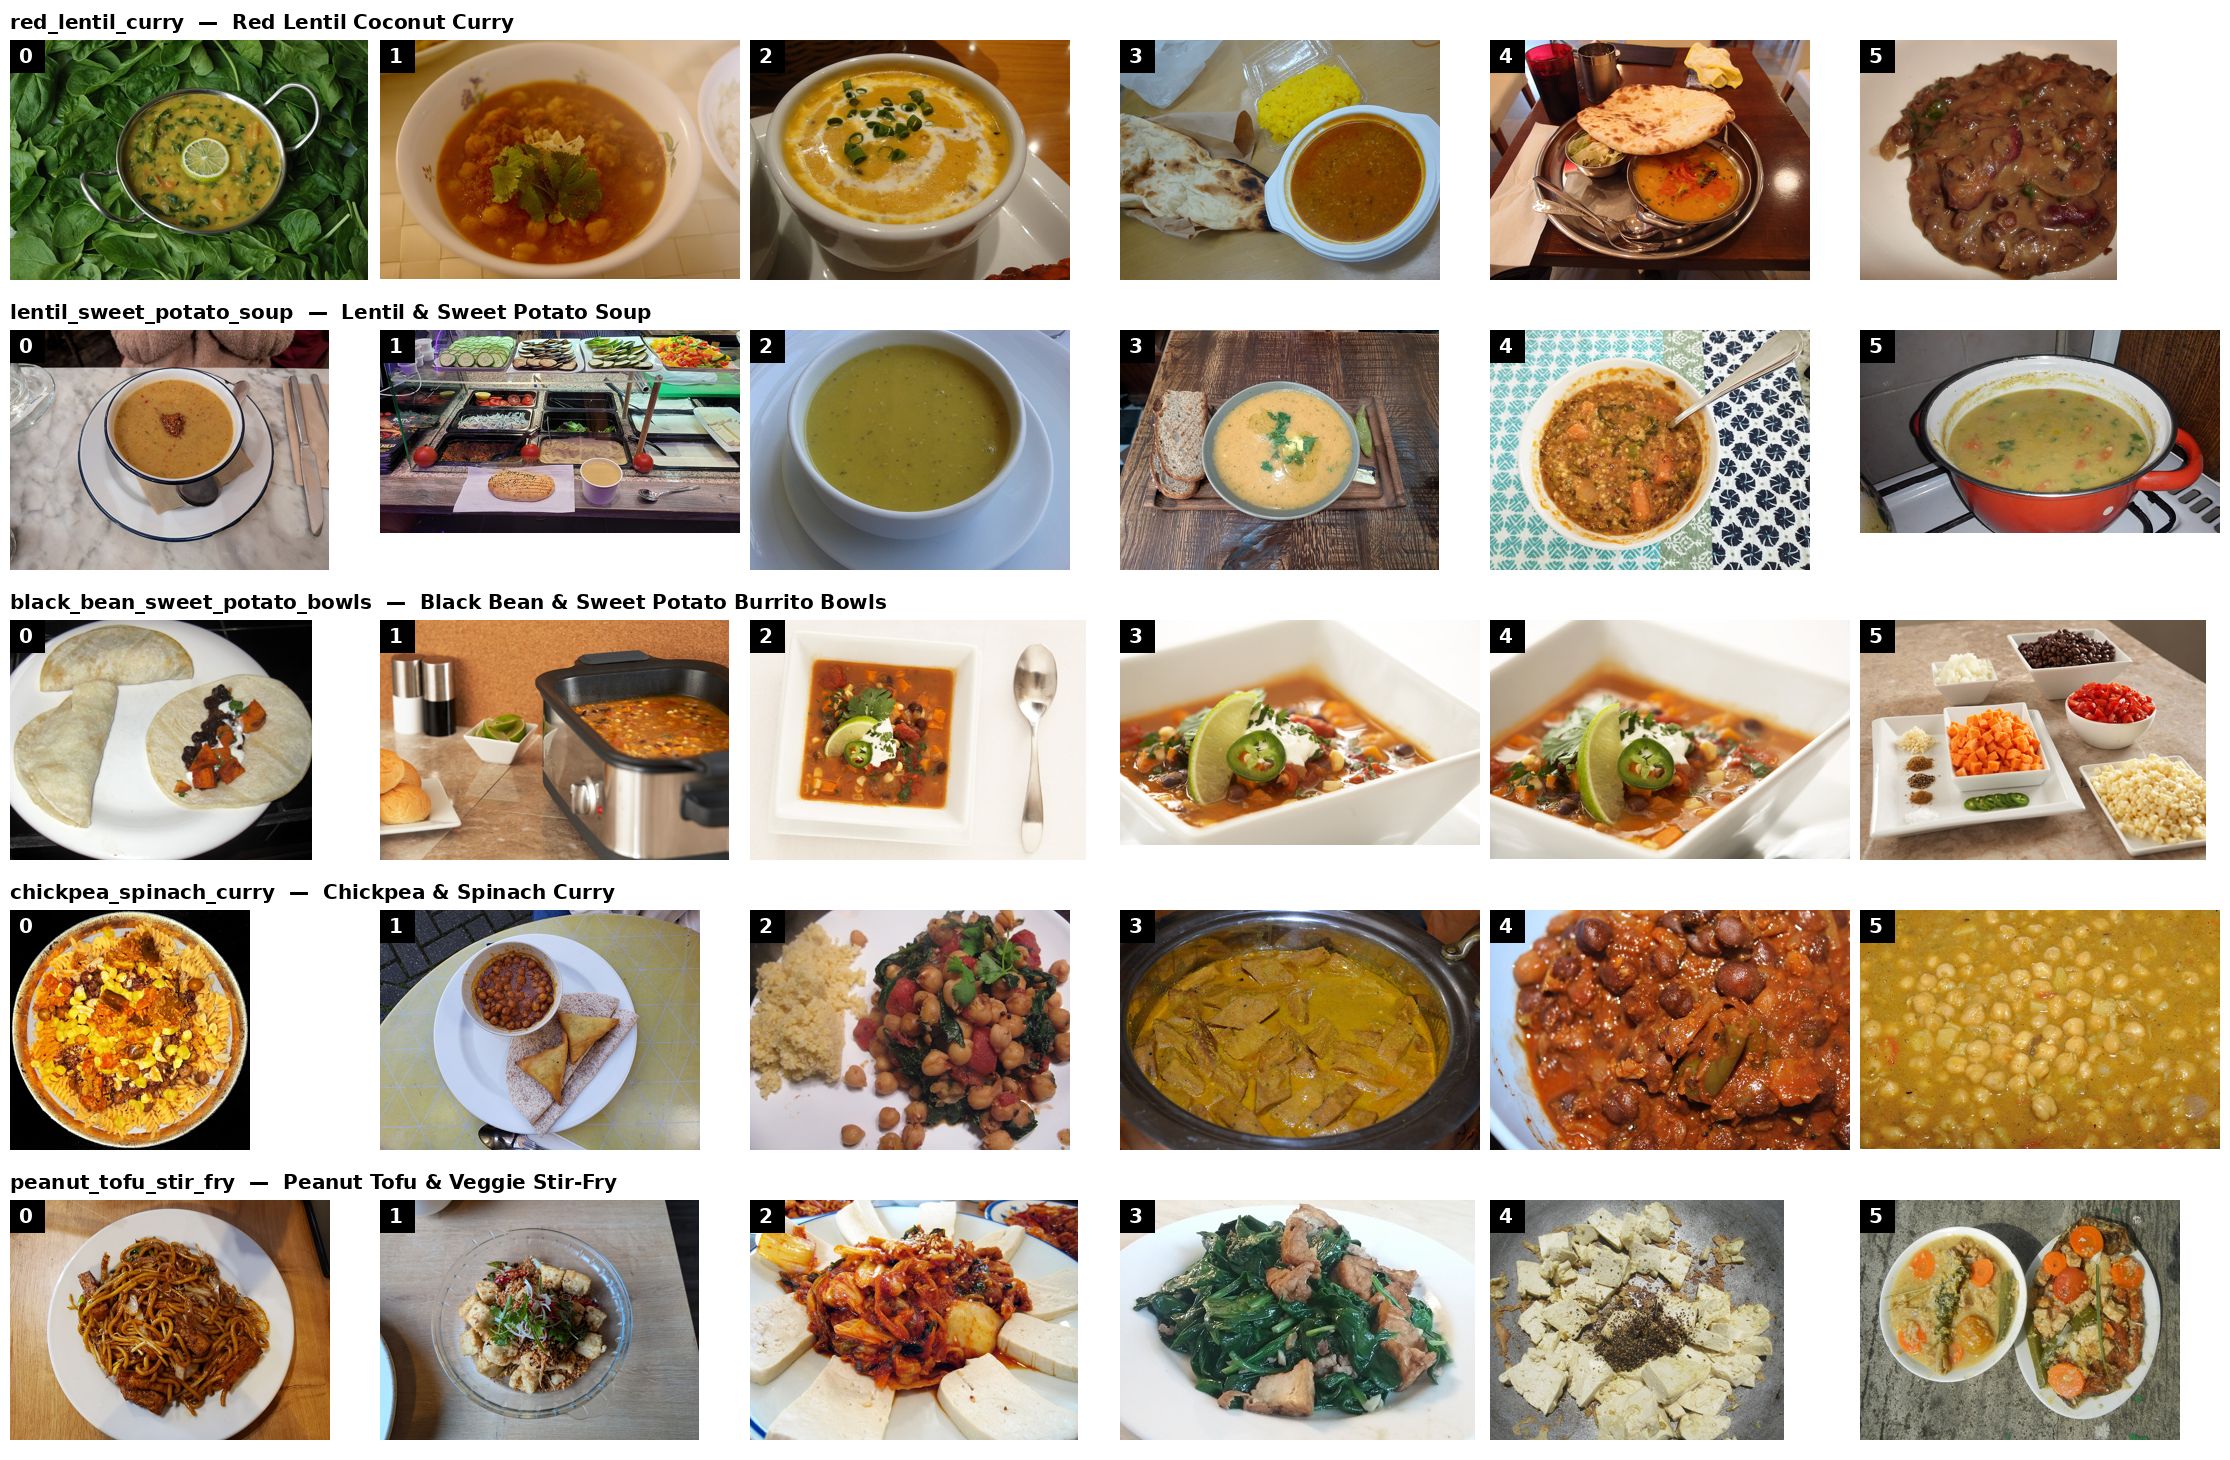 red_lentil_curry — Red Lentil Coconut Curry
0 1 2 3 4 5
lentil_sweet_potato_soup — Lentil & Sweet Potato Soup
0 1 2 3 4 5
black_bean_sweet_potato_bowls — Black Bean & Sweet Potato Burrito Bowls
0 1 2 3 4 5
chickpea_spinach_curry — Chickpea & Spinach Curry
0 1 2 3 4 5
peanut_tofu_stir_fry — Peanut Tofu & Veggie Stir-Fry
0 1 2 3 4 5